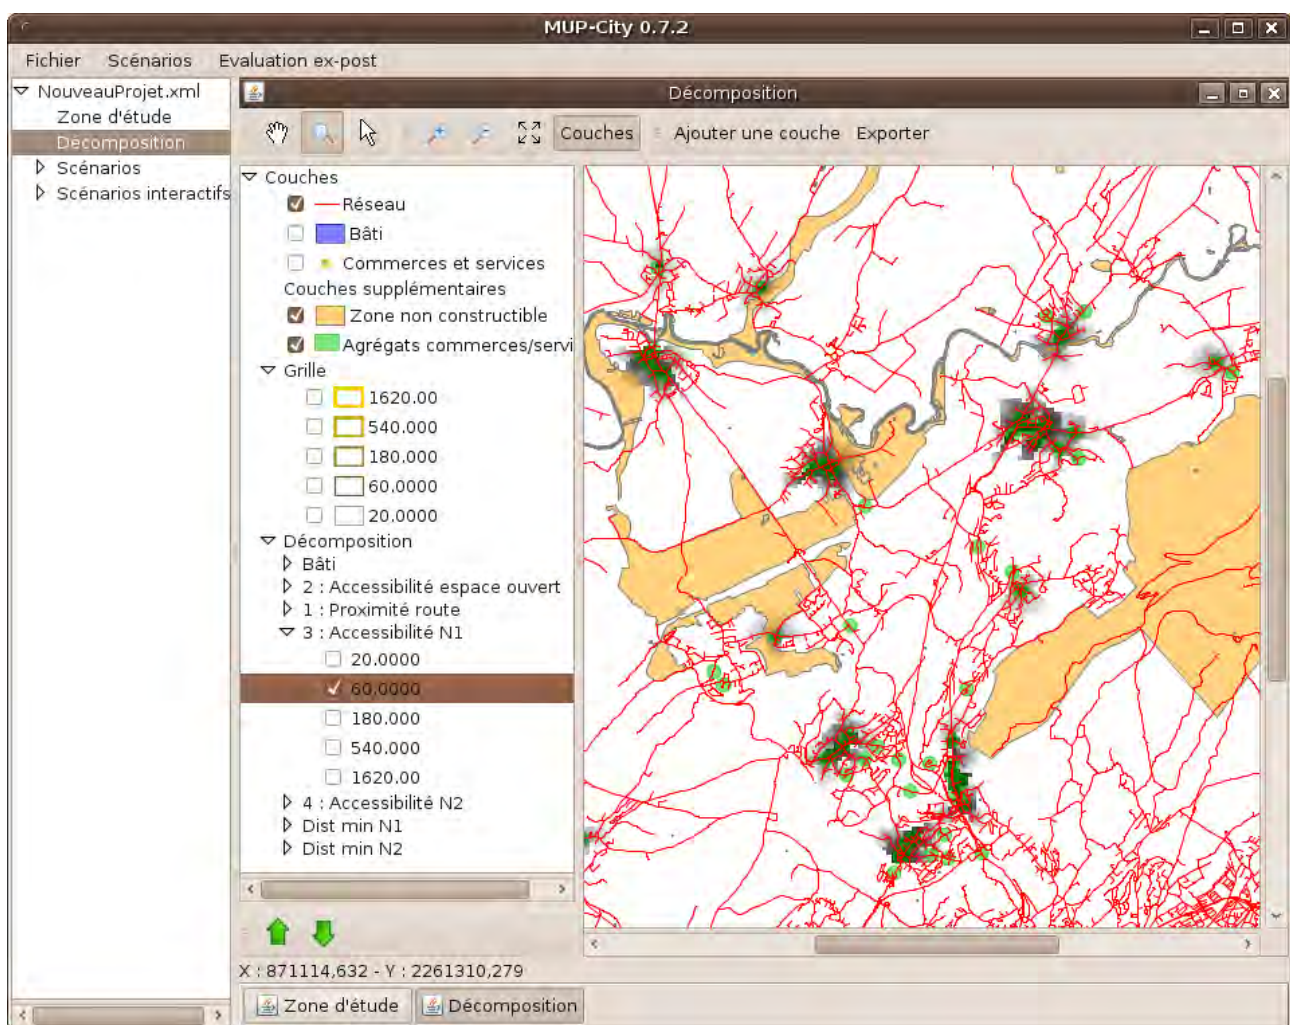 MUP-City 0.7.2
Fichier Scénarios Evaluation ex-post
NouveauProjet.xml
Zone d'étude
Décomposition
Scénarios
Scénarios interactifs
Décomposition
Couches Ajouter une couche Exporter
Couches
Réseau
Bâti
Commerces et services
Couches supplémentaires
Zone non constructible
Agrégats commerces/servi
Grille
1620.00
540.000
180.000
60.0000
20.0000
Décomposition
Bâti
2 : Accessibilité espace ouvert
1 : Proximité route
3 : Accessibilité N1
20.0000
60.0000
180.000
540.000
1620.00
4 : Accessibilité N2
Dist min N1
Dist min N2
X : 871114,632 - Y : 2261310,279
Zone d'étude Décomposition